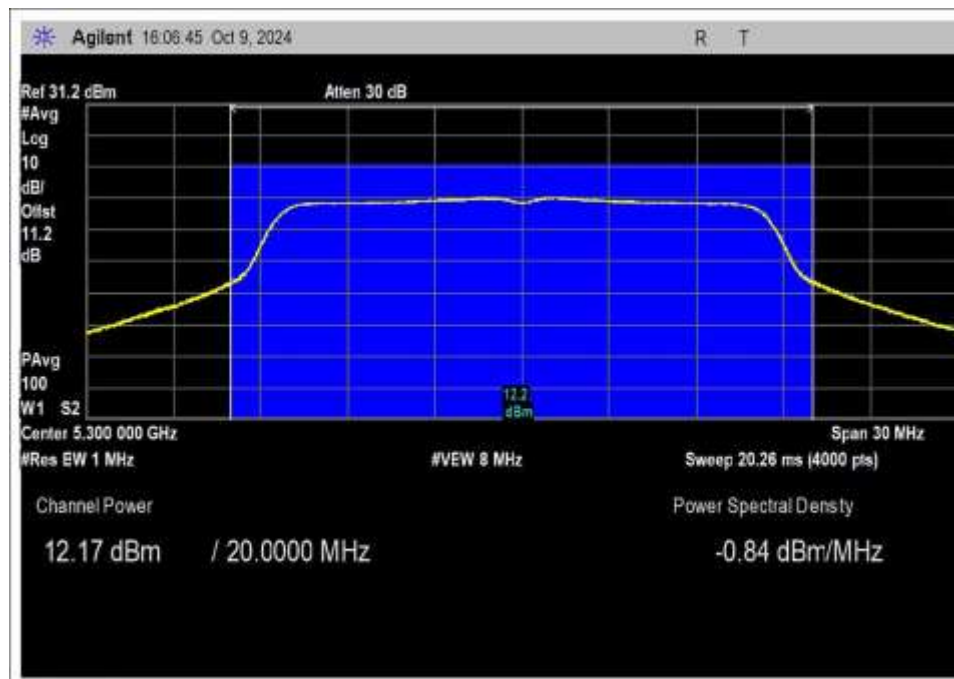 Agilent 16:06:45 Oct 9, 2024 R T
Ref 31.2 dBm Atten 30 dB
#Avg
Log
10
dB/
Offst
11.2
dB
PAvg
100
W1 S2
12.2
dBm
Center 5.300 000 GHz Span 30 MHz
#Res BW 1 MHz #VBW 8 MHz Sweep 20.26 ms (4000 pts)
Channel Power Power Spectral Density
12.17 dBm / 20.0000 MHz -0.84 dBm/MHz